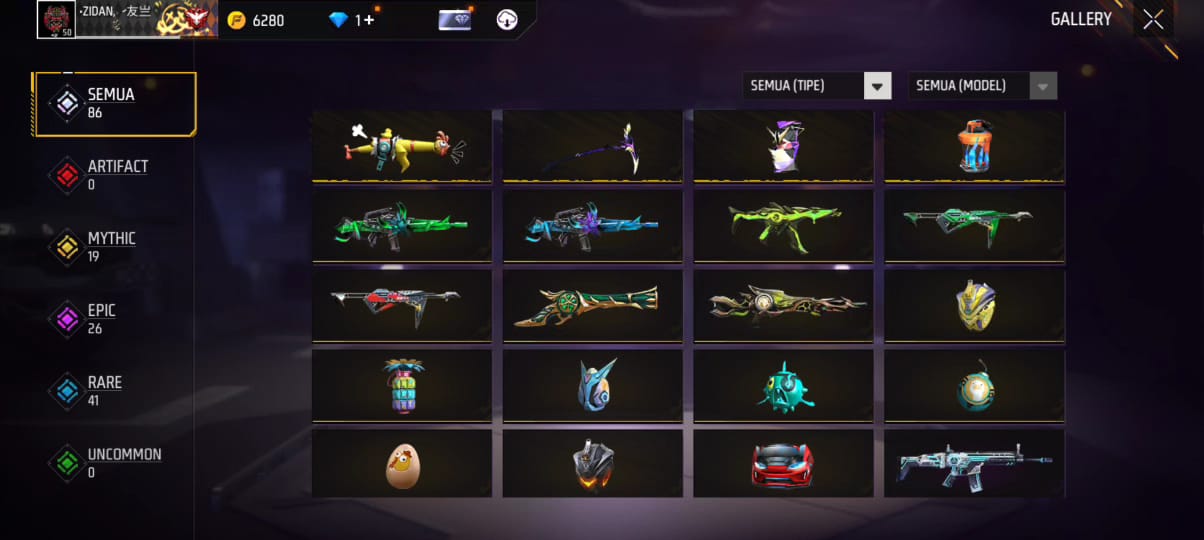 ·ZIDAN, 友亗
50
6280
1+
GALLERY
SEMUA
86
ARTIFACT
0
MYTHIC
19
EPIC
26
RARE
41
UNCOMMON
0
SEMUA (TIPE)
SEMUA (MODEL)